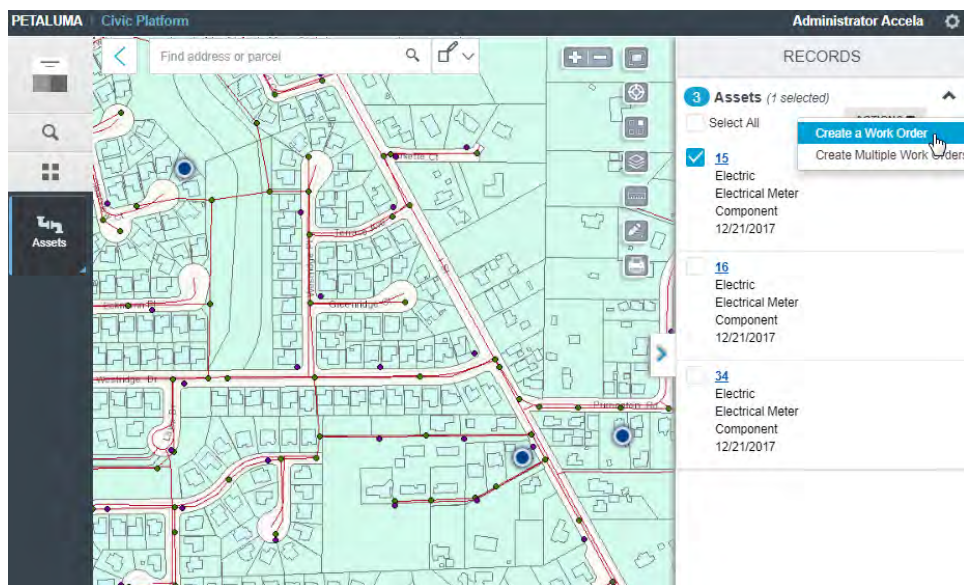 PETALUMA Civic Platform
Administrator Accela
Find address or parcel
RECORDS
3 Assets (1 selected)
Select All
Create a Work Order
Create Multiple Work Orders
15
Electric
Electrical Meter
Component
12/21/2017
16
Electric
Electrical Meter
Component
12/21/2017
34
Electric
Electrical Meter
Component
12/21/2017
Assets
Westridge Dr
Greenridge